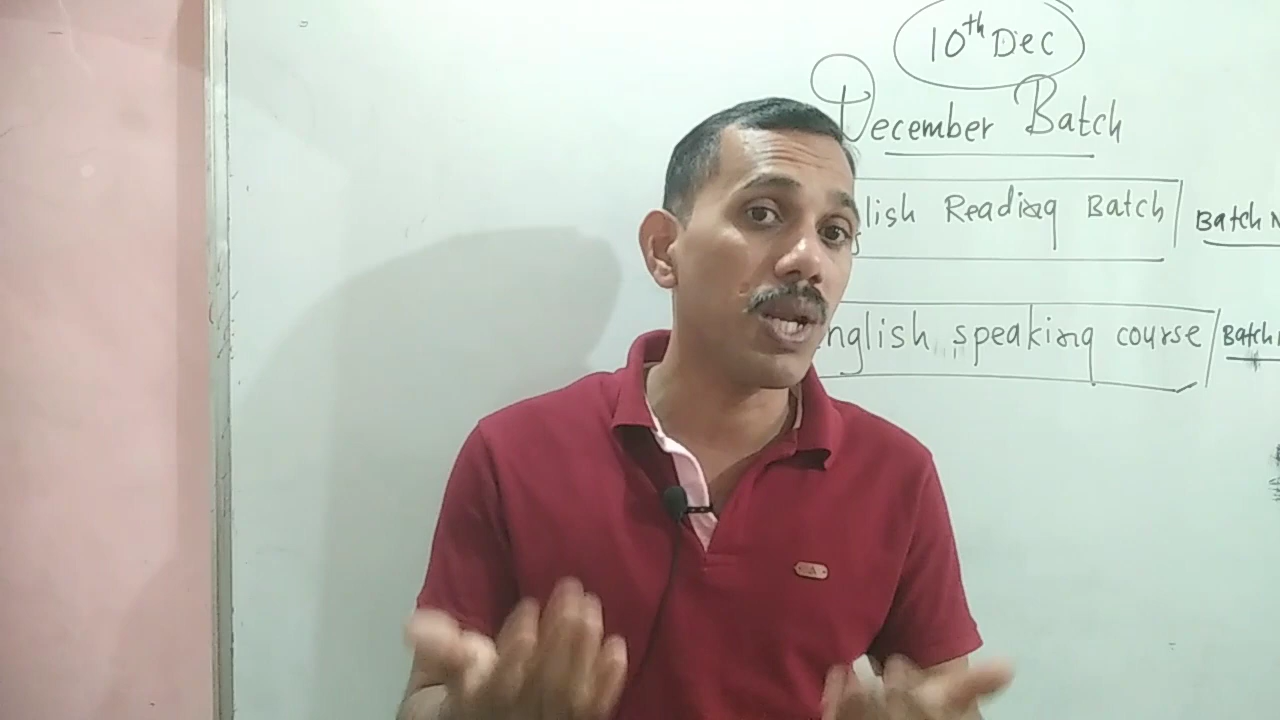 10th Dec
December Batch
lish Reading Batch
Batch
nglish speaking course
Batch